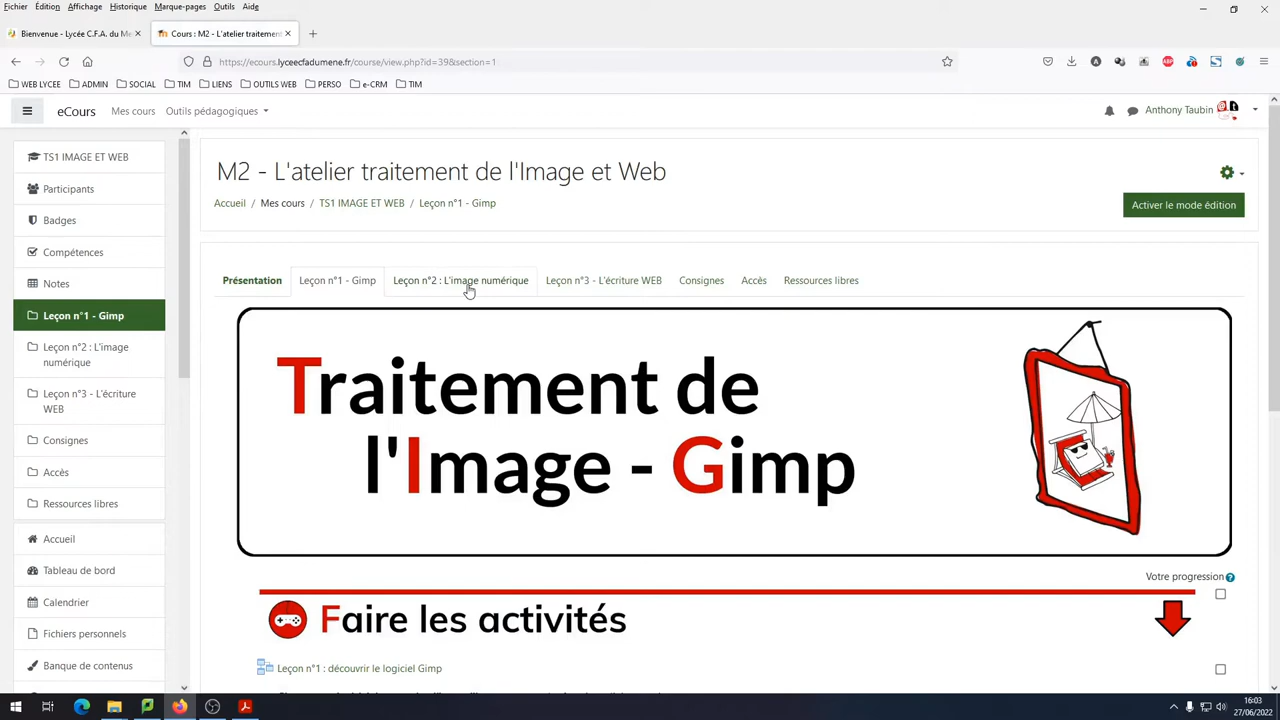 Fichier Édition Affichage Historique Marque-pages Outils Aide
Bienvenue - Lycée C.F.A. du Me
Cours : M2 - L'atelier traitement
https://ecours.lyceecfadumene.fr/course/view.php?id=39&section=1
WEB LYCEE ADMIN SOCIAL TIM LIENS OUTILS WEB PERSO e-CRM TIM
eCours Mes cours Outils pédagogiques
Anthony Taubin
TS1 IMAGE ET WEB
Participants
Badges
Compétences
Notes
Leçon n°1 - Gimp
Leçon n°2 : L'image
numérique
Leçon n°3 - L'écriture
WEB
Consignes
Accès
Ressources libres
Accueil
Tableau de bord
Calendrier
Fichiers personnels
Banque de contenus
M2 - L'atelier traitement de l'Image et Web
Accueil / Mes cours / TS1 IMAGE ET WEB / Leçon n°1 - Gimp
Activer le mode édition
Présentation Leçon n°1 - Gimp Leçon n°2 : L'image numérique Leçon n°3 - L'écriture WEB Consignes Accès Ressources libres
Traitement de
l'Image - Gimp
Votre progression
Faire les activités
Leçon n°1 : découvrir le logiciel Gimp
16:03
27/06/2022